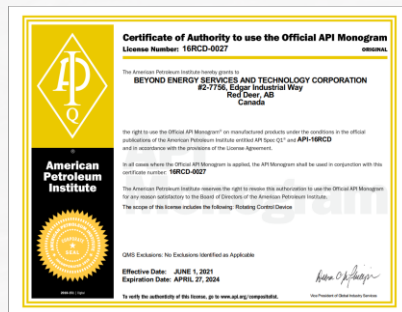 Certificate of Authority to use the Official API Monogram
License Number: 16RCD-0027
ORIGINAL
The American Petroleum Institute hereby grants to
BEYOND ENERGY SERVICES AND TECHNOLOGY CORPORATION
#2-7756, Edgar Industrial Way
Red Deer, AB
Canada
the right to use the Official API Monogram® on manufactured products under the conditions in the official
publications of the American Petroleum Institute entitled API Spec Q1® and API-16RCD
and in accordance with the provisions of the License Agreement.
In all cases where the Official API Monogram is applied, the API Monogram shall be used in conjunction with this
certificate number: 16RCD-0027
The American Petroleum Institute reserves the right to revoke this authorization to use the Official API Monogram
for any reason satisfactory to the Board of Directors of the American Petroleum Institute.
The scope of this license includes the following: Rotating Control Device
QMS Exclusions: No Exclusions Identified as Applicable
Effective Date: JUNE 1, 2021
Expiration Date: APRIL 27, 2024
To verify the authenticity of this license, go to www.api.org/compositelist.
Vice President of Global Industry Services
API
Q
American
Petroleum
Institute
CORPORATE
SEAL